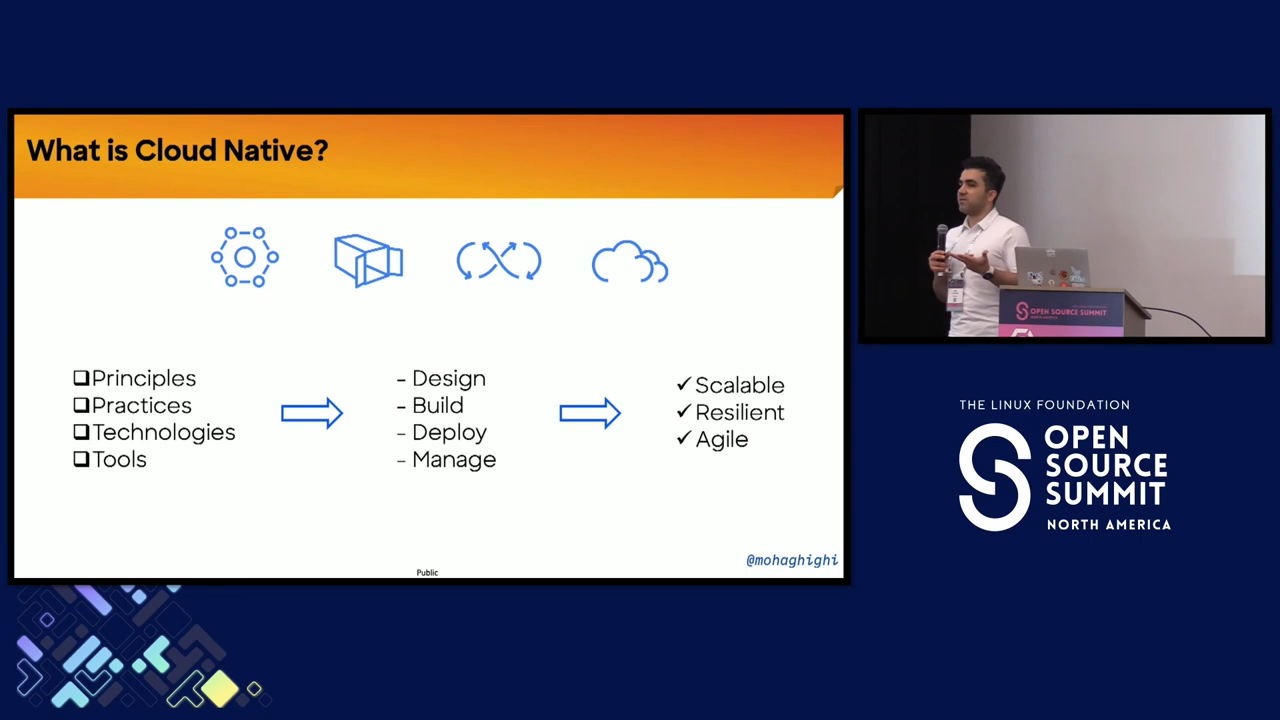 What is Cloud Native?
❑Principles
❑Practices
❑Technologies
❑Tools
- Design
- Build
- Deploy
- Manage
✓Scalable
✓Resilient
✓Agile
@mohaghighi
Public
OPEN SOURCE SUMMIT
THE LINUX FOUNDATION
OPEN
SOURCE
SUMMIT
NORTH AMERICA